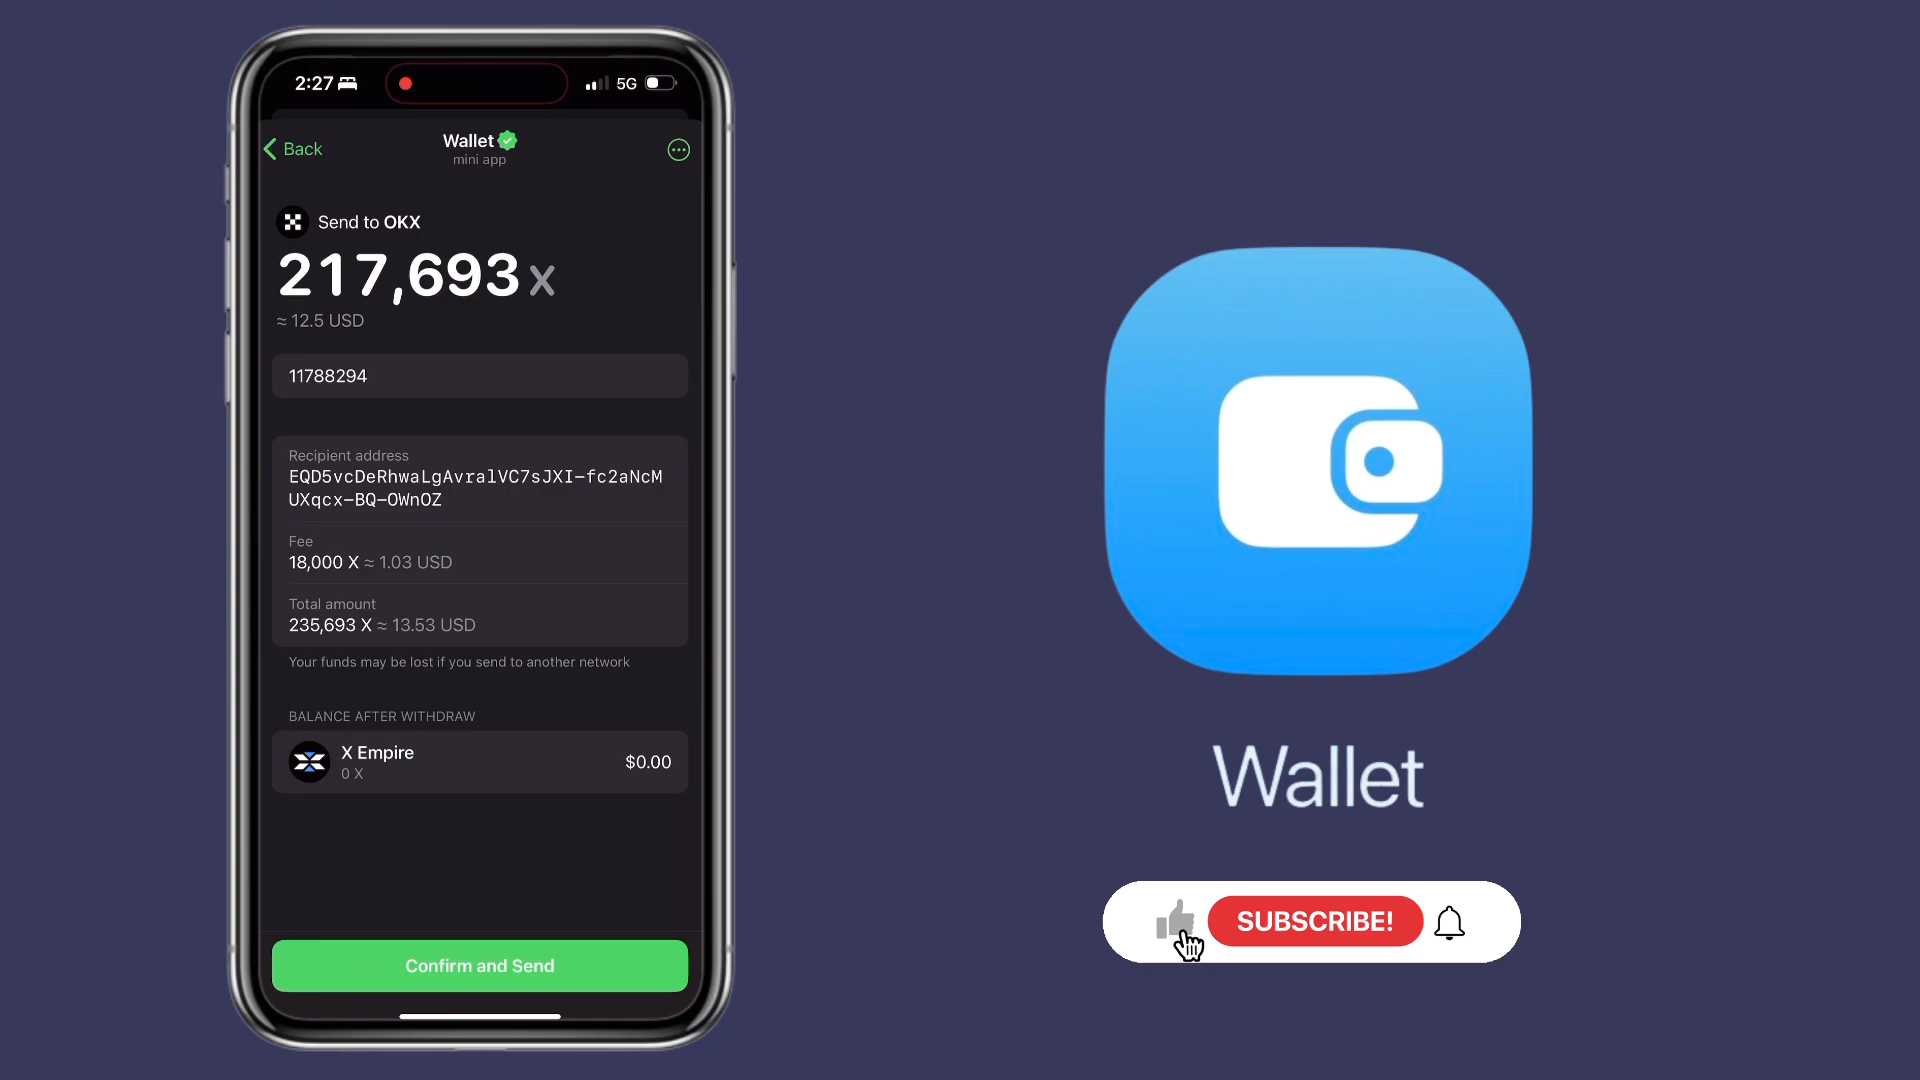 2:27
5G
Back
Wallet
mini app
Send to OKX
217,693 X
≈ 12.5 USD
11788294
Recipient address
EQD5vcDeRhwaLgAvralVC7sJXI-fc2aNcM
UXqcx-BQ-OWnOZ
Fee
18,000 X ≈ 1.03 USD
Total amount
235,693 X ≈ 13.53 USD
Your funds may be lost if you send to another network
BALANCE AFTER WITHDRAW
X Empire
$0.00
0 X
Confirm and Send
Wallet
SUBSCRIBE!